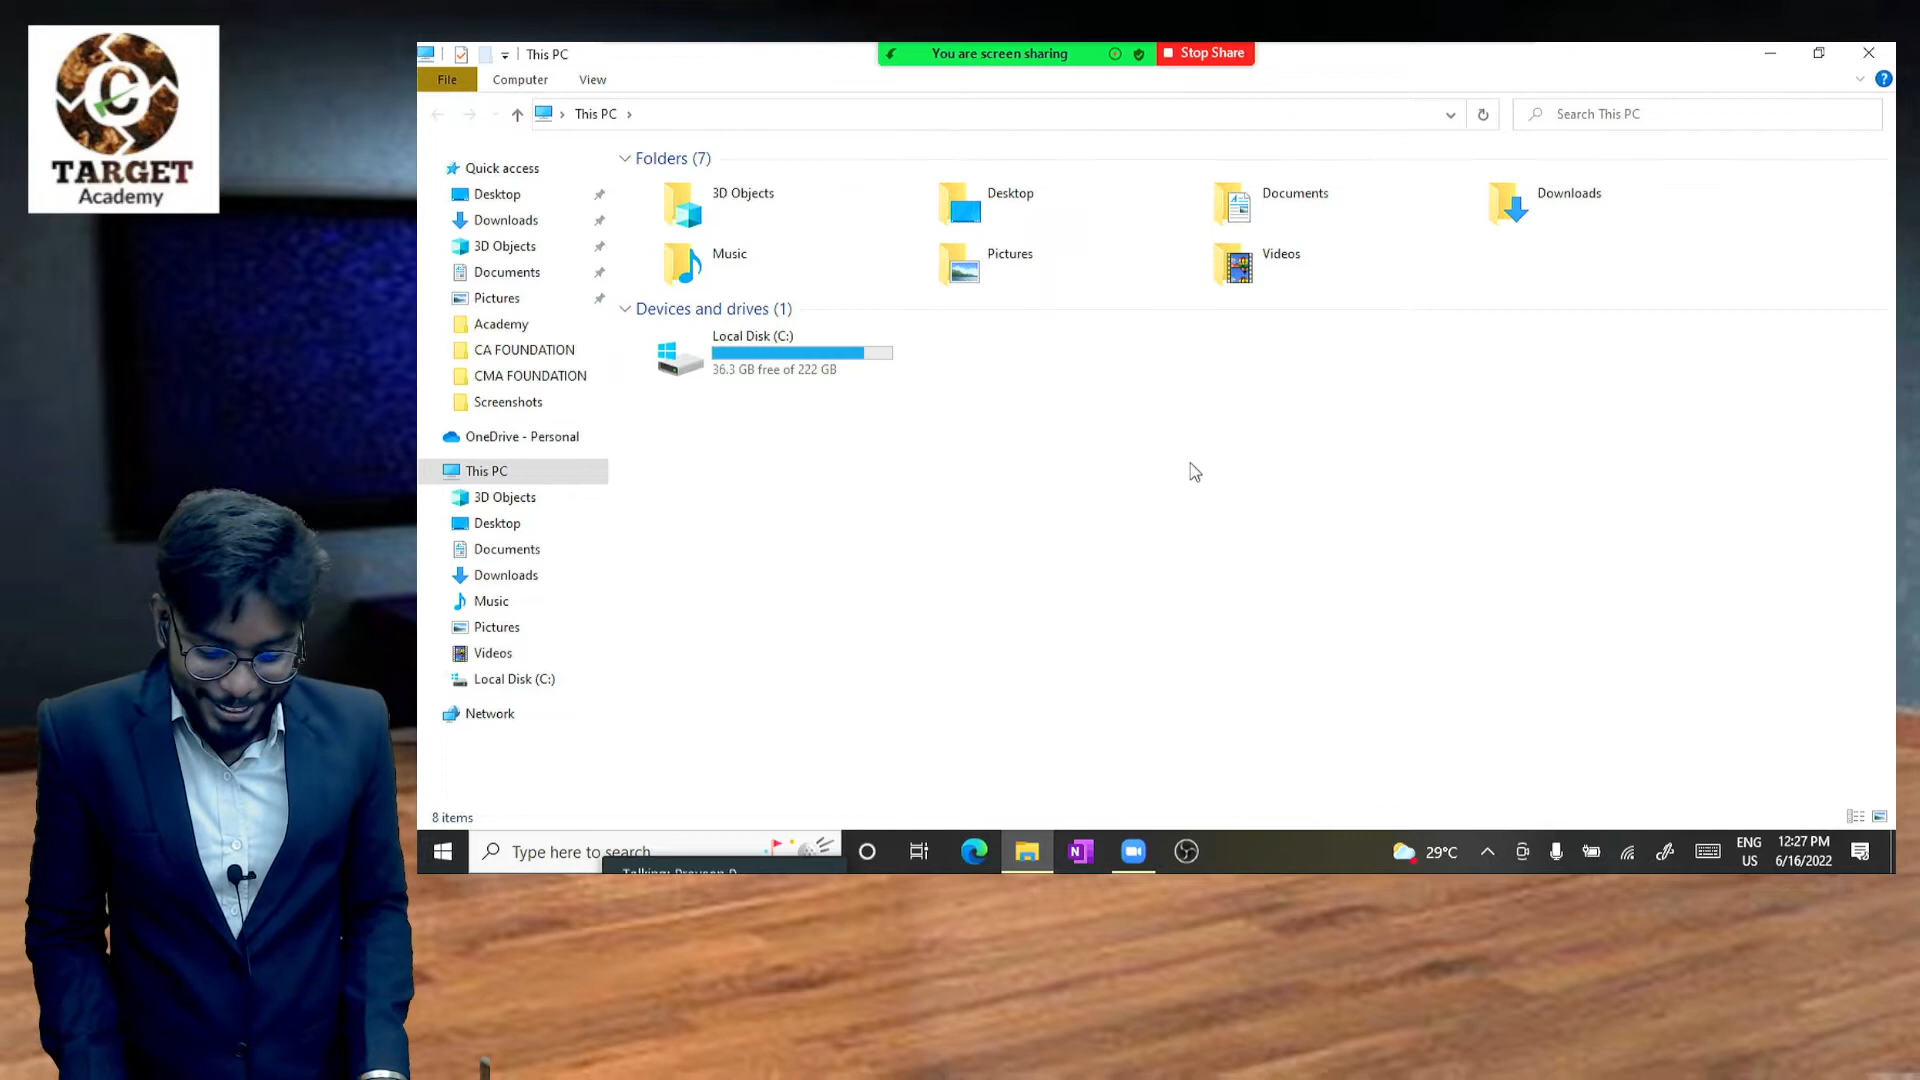 C
TARGET
Academy
This PC
You are screen sharing
Stop Share
File
Computer
View
?
This PC
Search This PC
Quick access
Desktop
Downloads
3D Objects
Documents
Pictures
Academy
CA FOUNDATION
CMA FOUNDATION
Screenshots
OneDrive - Personal
This PC
3D Objects
Desktop
Documents
Downloads
Music
Pictures
Videos
Local Disk (C:)
Network
Folders (7)
3D Objects
Desktop
Documents
Downloads
Music
Pictures
Videos
Devices and drives (1)
Local Disk (C:)
36.3 GB free of 222 GB
8 items
Type here to search
N
29°C
ENG
US
12:27 PM
6/16/2022